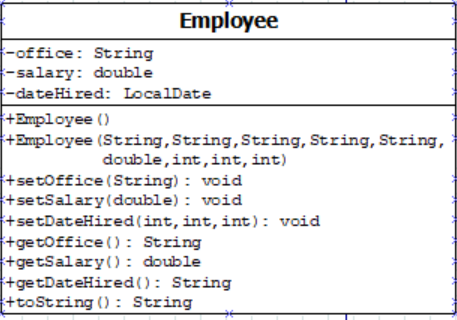 Employee
-office: String
-salary: double
-dateHired: LocalDate
+Employee()
+Employee(String,String,String,String,String,
double,int,int,int)
+setOffice(String): void
+setSalary(double): void
+setDateHired(int,int,int): void
+getOffice(): String
+getSalary(): double
+getDateHired(): String
+toString(): String